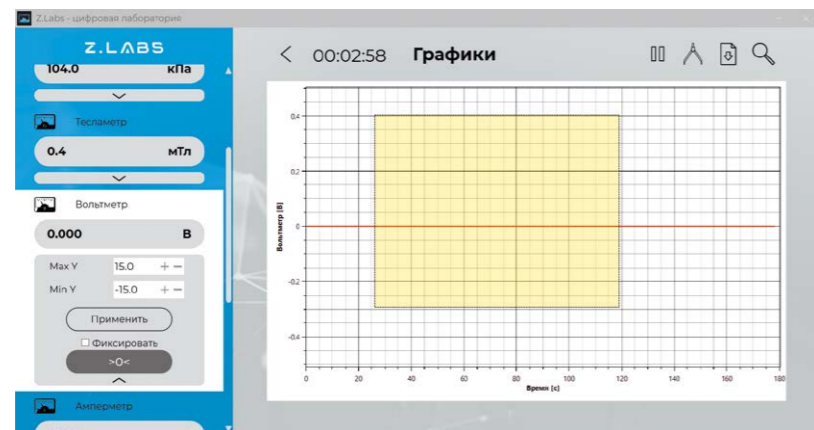 Z.Labs - цифровая лаборатория
Z.LABS
104.0 кПа
Тесламетр
0.4 мТл
Вольтметр
0.000 В
Max Y 15.0 + −
Min Y -15.0 + −
Применить
Фиксировать
>0<
Амперметр
00:02:58 Графики
Вольтметр [В]
0,4
0,2
0
-0,2
-0,4
0 20 40 60 80 100 120 140 160 180
Время [с]